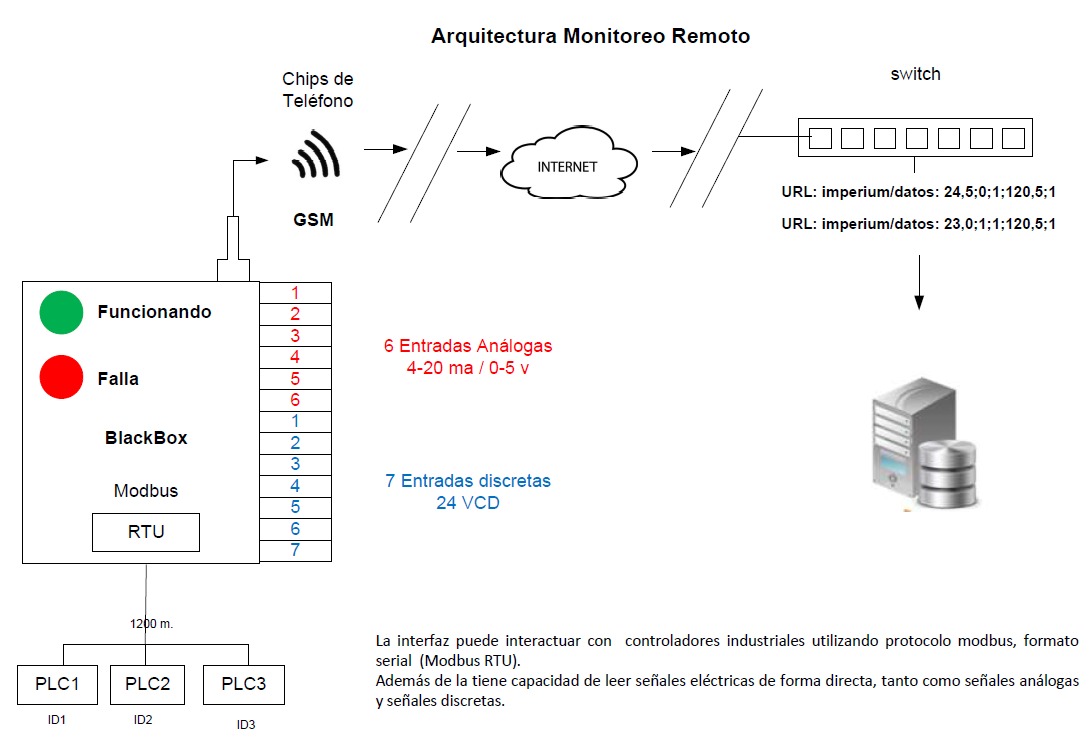 Arquitectura Monitoreo Remoto
Chips de
Teléfono
switch
INTERNET
URL: imperium/datos: 24,5;0;1;120,5;1
GSM
URL: imperium/datos: 23,0;1;1;120,5;1
Funcionando
Falla
BlackBox
Modbus
RTU
1
2
3
4
5
6
1
2
3
4
5
6
7
6 Entradas Análogas
4-20 ma / 0-5 v
7 Entradas discretas
24 VCD
1200 m.
PLC1
PLC2
PLC3
ID1
ID2
ID3
La interfaz puede interactuar con controladores industriales utilizando protocolo modbus, formato
serial (Modbus RTU).
Además de la tiene capacidad de leer señales eléctricas de forma directa, tanto como señales análogas
y señales discretas.